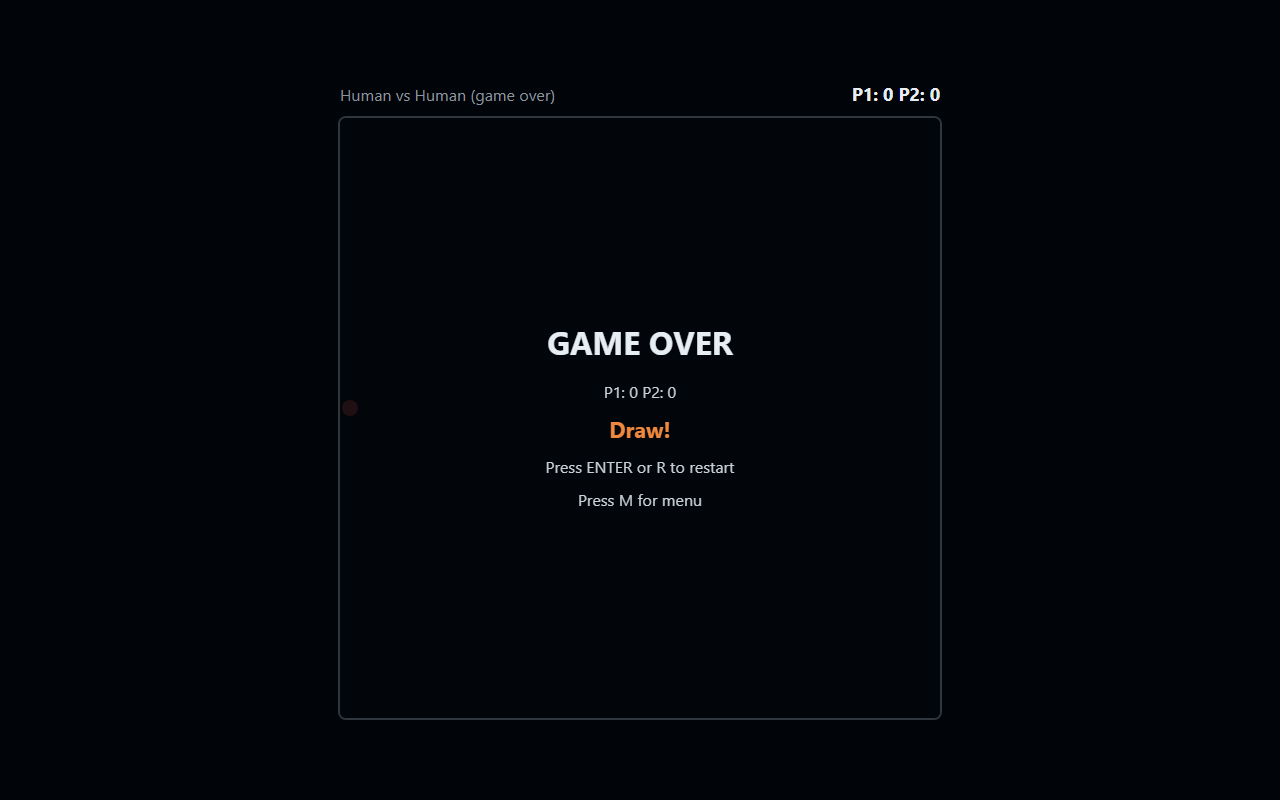 Human vs Human (game over)
P1: 0 P2: 0
GAME OVER
P1: 0 P2: 0
Draw!
Press ENTER or R to restart
Press M for menu